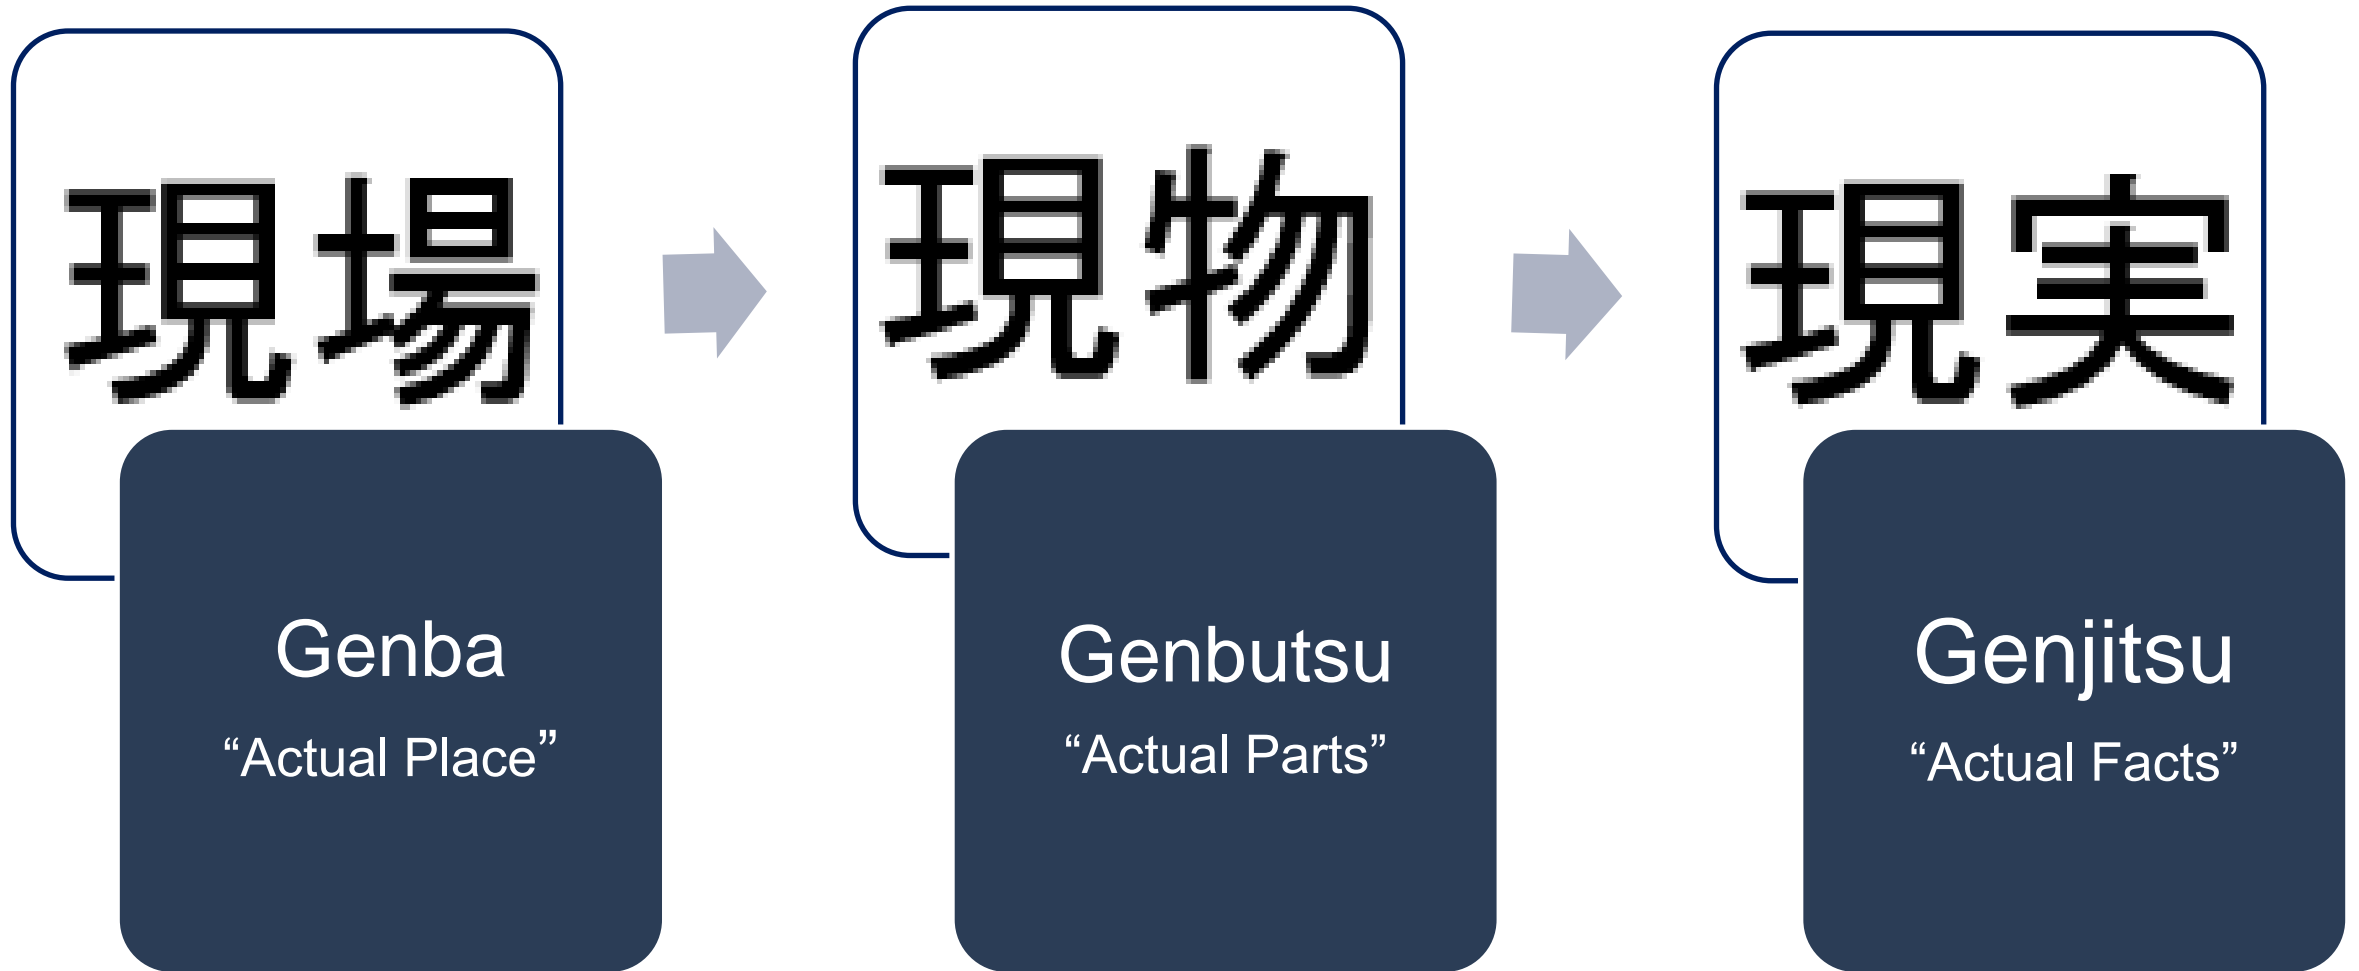 現場
Genba
“Actual Place”
現物
Genbutsu
“Actual Parts”
現実
Genjitsu
“Actual Facts”